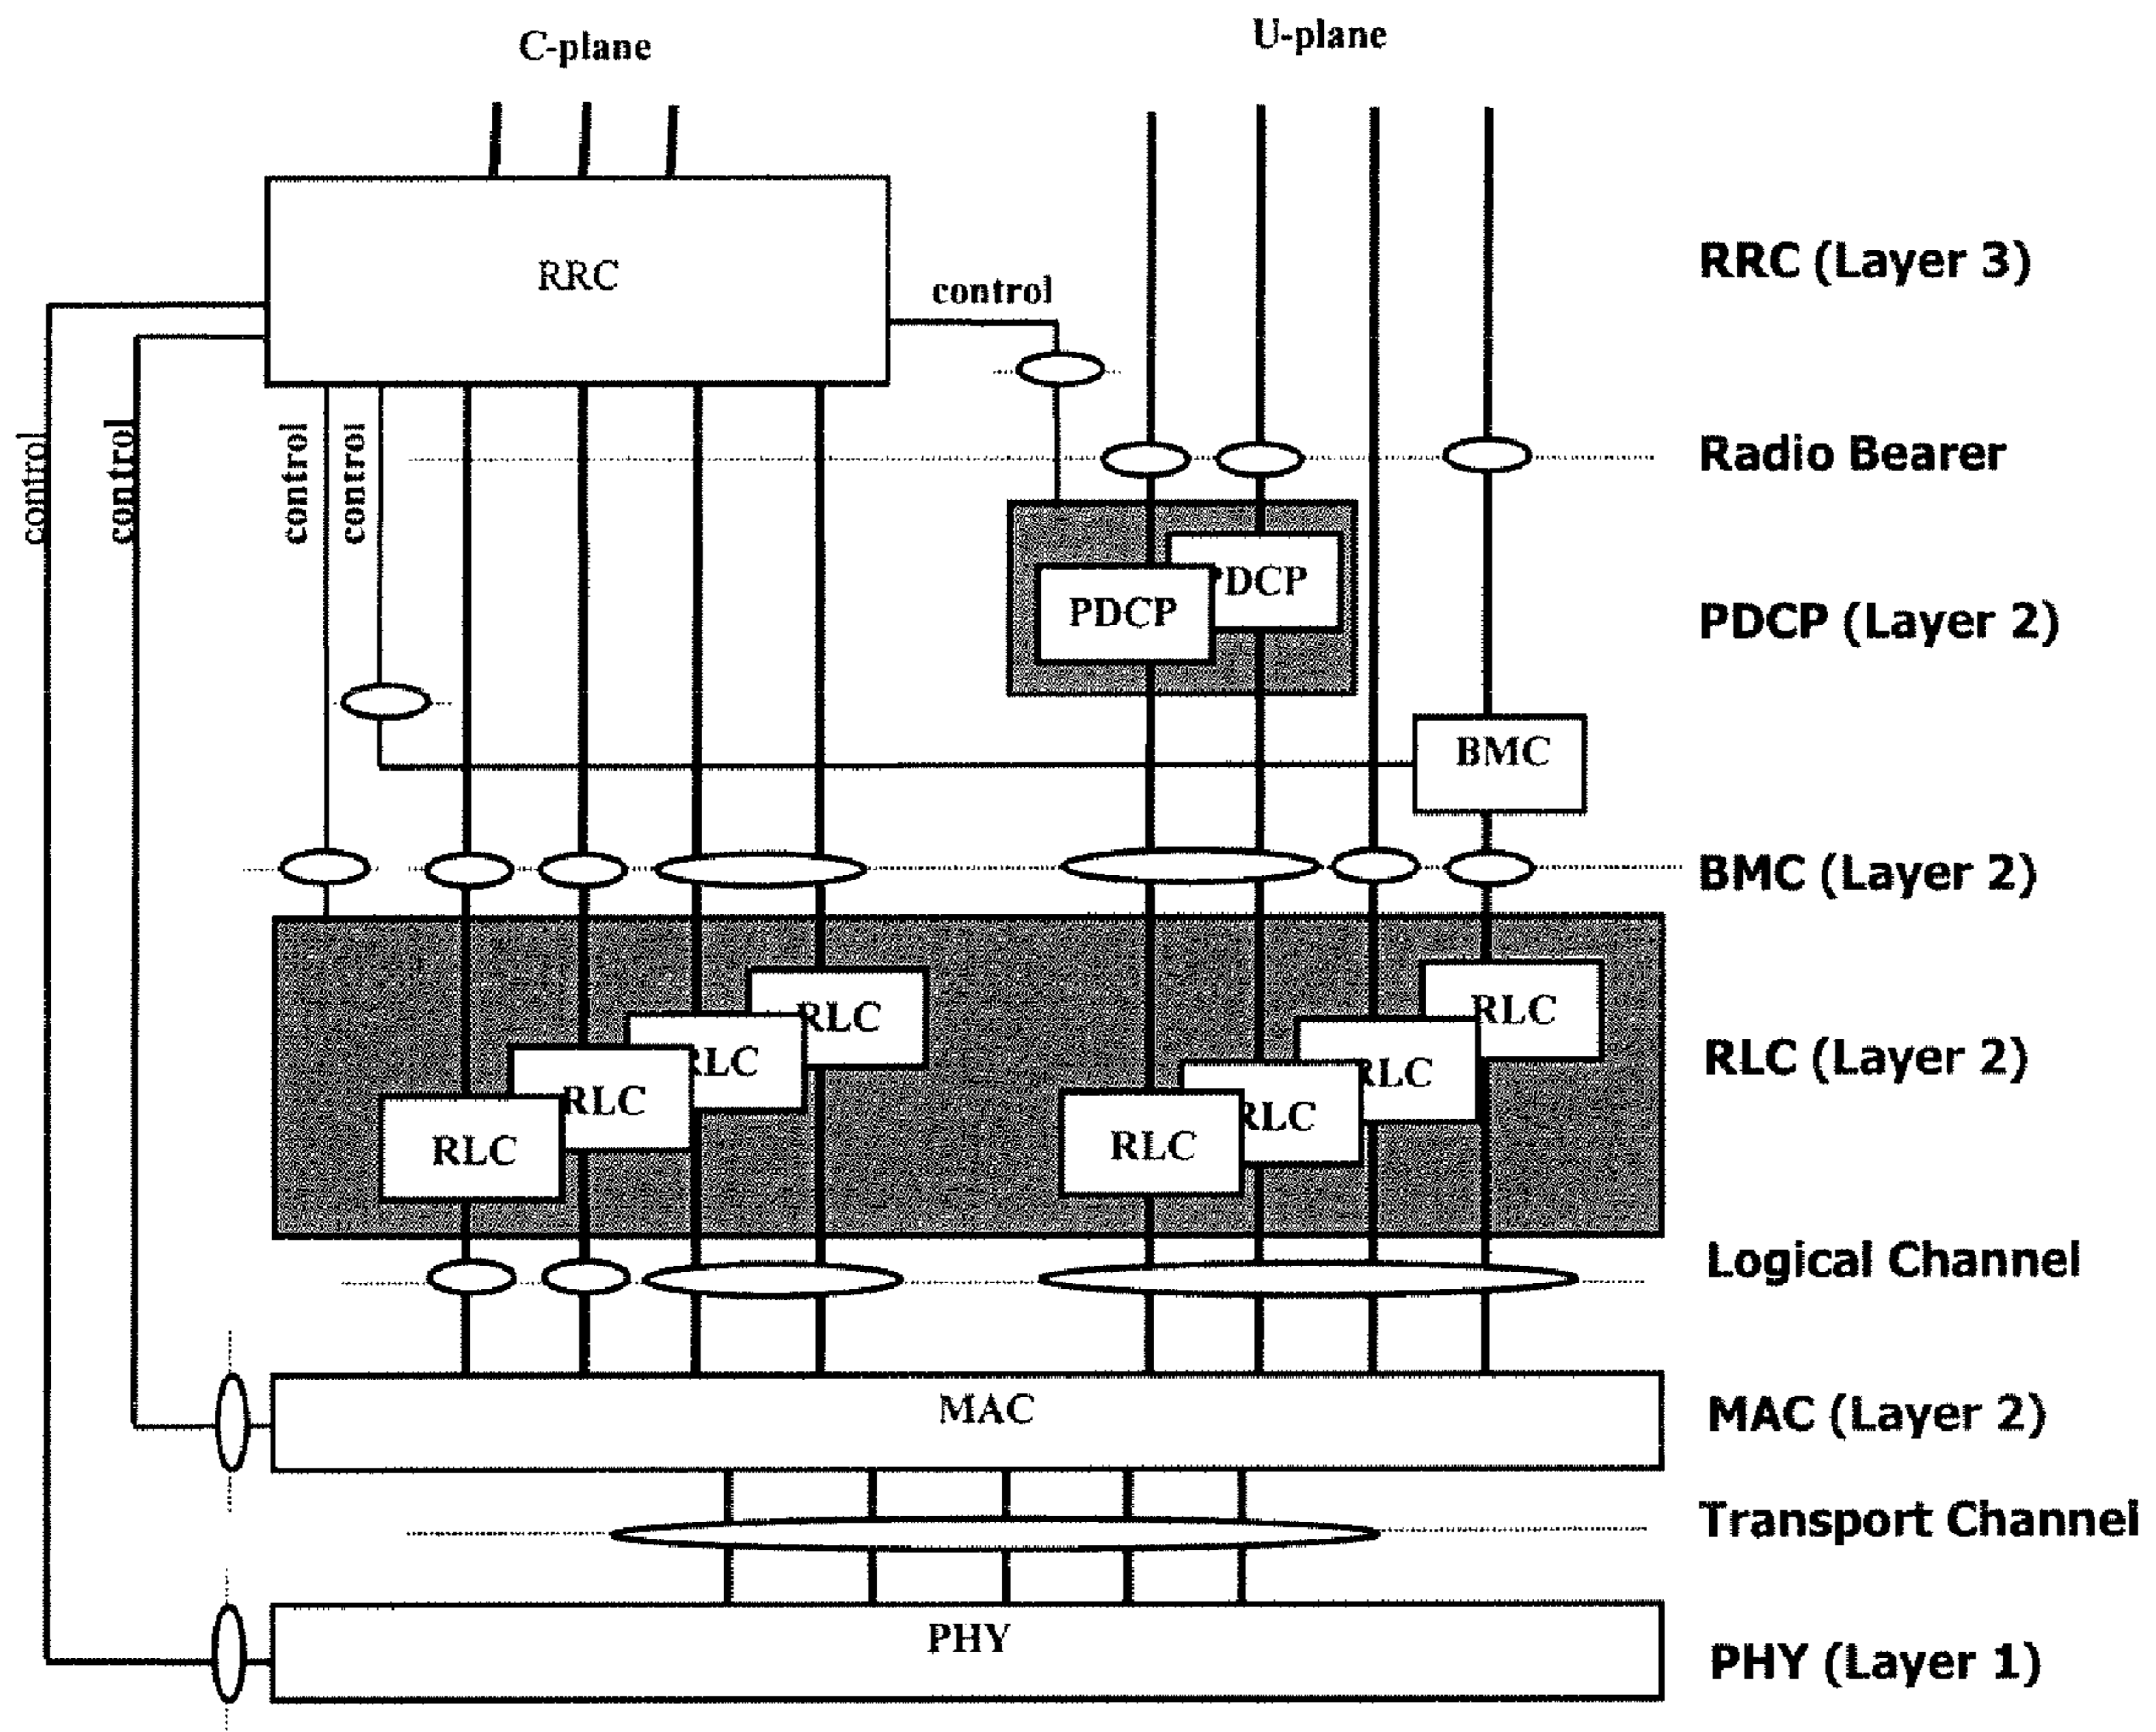 C-plane
U-plane
RRC
control
RRC (Layer 3)
control
control
control
control
Radio Bearer
PDCP
PDCP
PDCP (Layer 2)
BMC
BMC (Layer 2)
RLC
RLC
RLC
RLC
RLC
RLC
RLC
RLC
RLC (Layer 2)
Logical Channel
MAC
MAC (Layer 2)
Transport Channel
PHY
PHY (Layer 1)